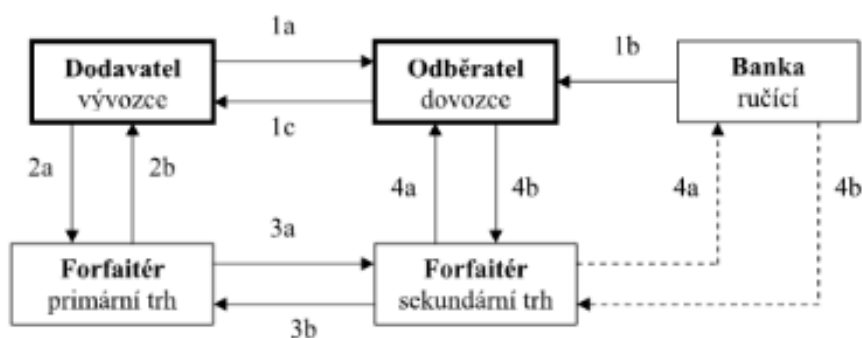 1a
Dodavatel
vývozce
Odběratel
dovozce
1b
Banka
ručící
1c
2a
2b
4a
4b
4a
4b
3a
Forfaitér
primární trh
Forfaitér
sekundární trh
3b